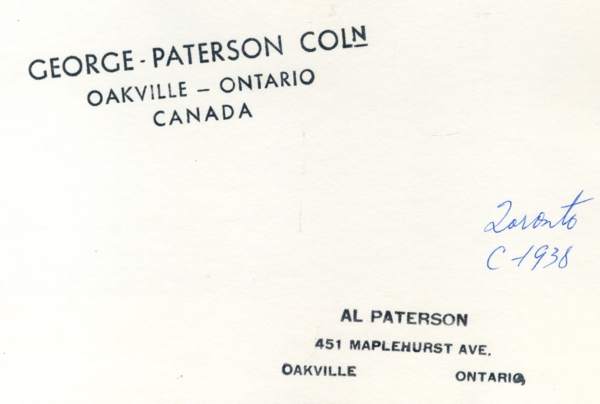 GEORGE-PATERSON COLN
OAKVILLE — ONTARIO
CANADA
Toronto
C-1938
AL PATERSON
451 MAPLEHURST AVE.
OAKVILLE ONTARIO